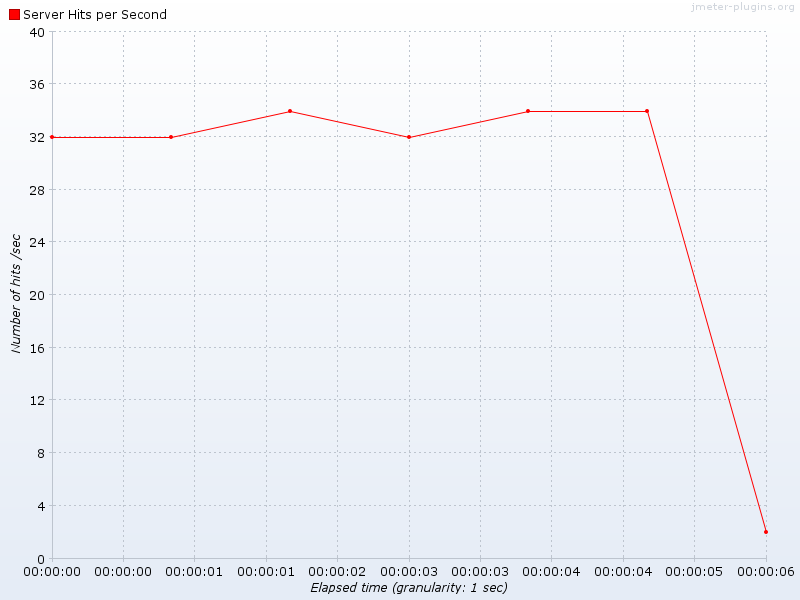 jmeter-plugins.org
Server Hits per Second
40
36
32
28
24
20
16
12
8
4
0
Number of hits /sec
00:00:00 00:00:00 00:00:01 00:00:01 00:00:02 00:00:03 00:00:03 00:00:04 00:00:04 00:00:05 00:00:06
Elapsed time (granularity: 1 sec)